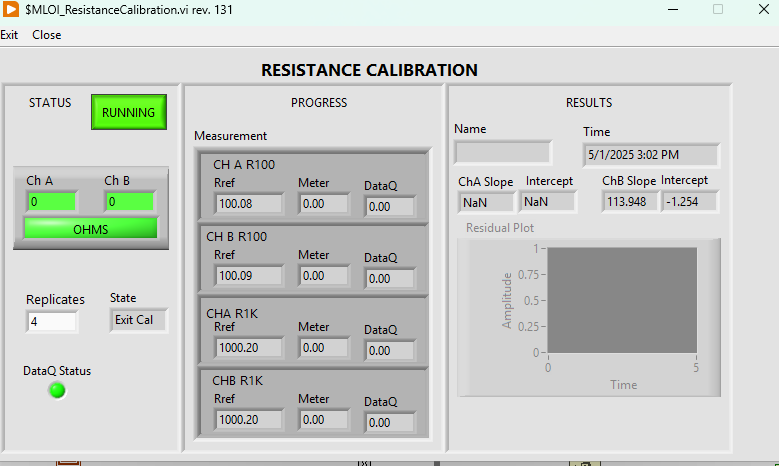 $MLOI_ResistanceCalibration.vi rev. 131
Exit Close
RESISTANCE CALIBRATION
STATUS
RUNNING
Ch A Ch B
0 0
OHMS
Replicates State
4 Exit Cal
DataQ Status
PROGRESS
Measurement
CH A R100
Rref Meter DataQ
100.08 0.00 0.00
CH B R100
Rref Meter DataQ
100.09 0.00 0.00
CHA R1K
Rref Meter DataQ
1000.20 0.00 0.00
CHB R1K
Rref Meter DataQ
1000.20 0.00 0.00
RESULTS
Name Time
5/1/2025 3:02 PM
ChA Slope Intercept ChB Slope Intercept
NaN NaN 113.948 -1.254
Residual Plot
Amplitude
1
0.75
0.5
0.25
0
0 5
Time